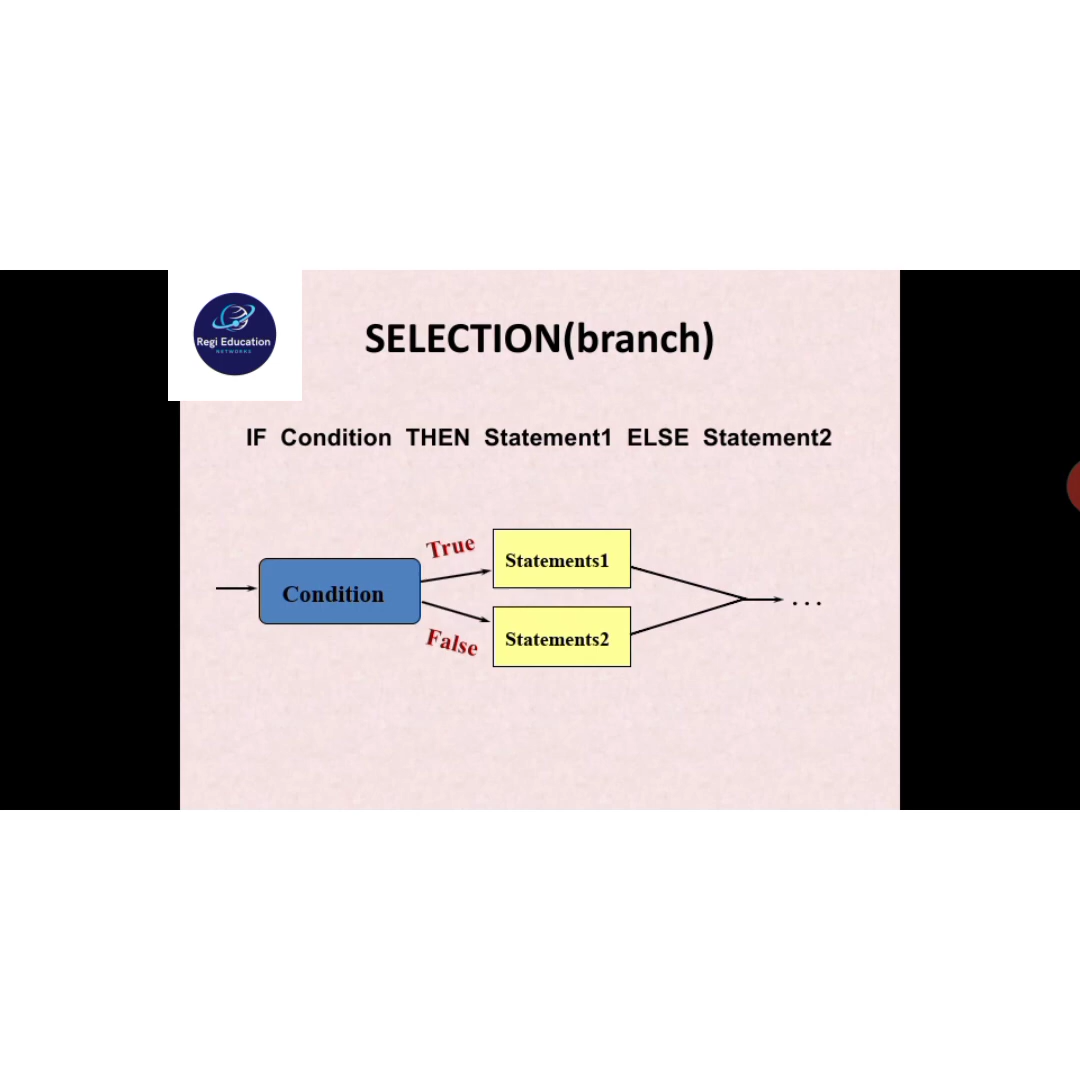 Regi Education
NETWORKS
SELECTION(branch)
IF Condition THEN Statement1 ELSE Statement2
True
Statements1
Condition
. . .
False
Statements2